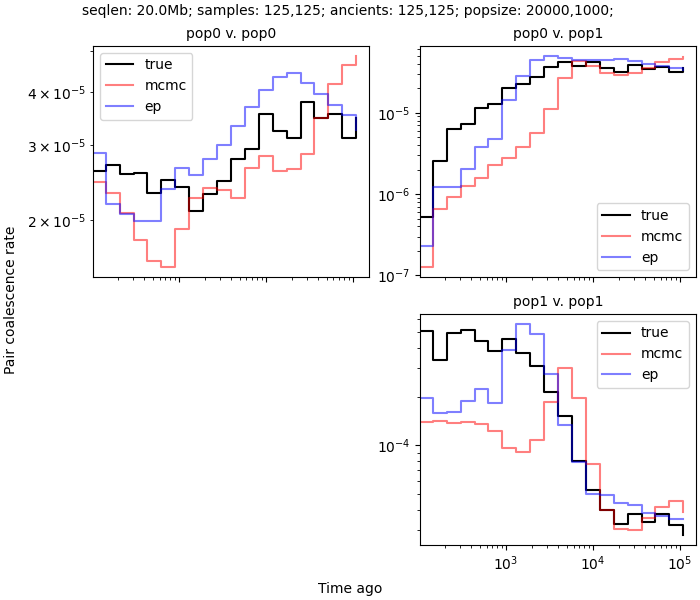 seqlen: 20.0Mb; samples: 125,125; ancients: 125,125; popsize: 20000,1000;
pop0 v. pop0
true
mcmc
ep
4 × 10⁻⁵
3 × 10⁻⁵
2 × 10⁻⁵
pop0 v. pop1
10⁻⁵
10⁻⁶
10⁻⁷
true
mcmc
ep
Pair coalescence rate
pop1 v. pop1
true
mcmc
ep
10⁻⁴
10³
10⁴
10⁵
Time ago